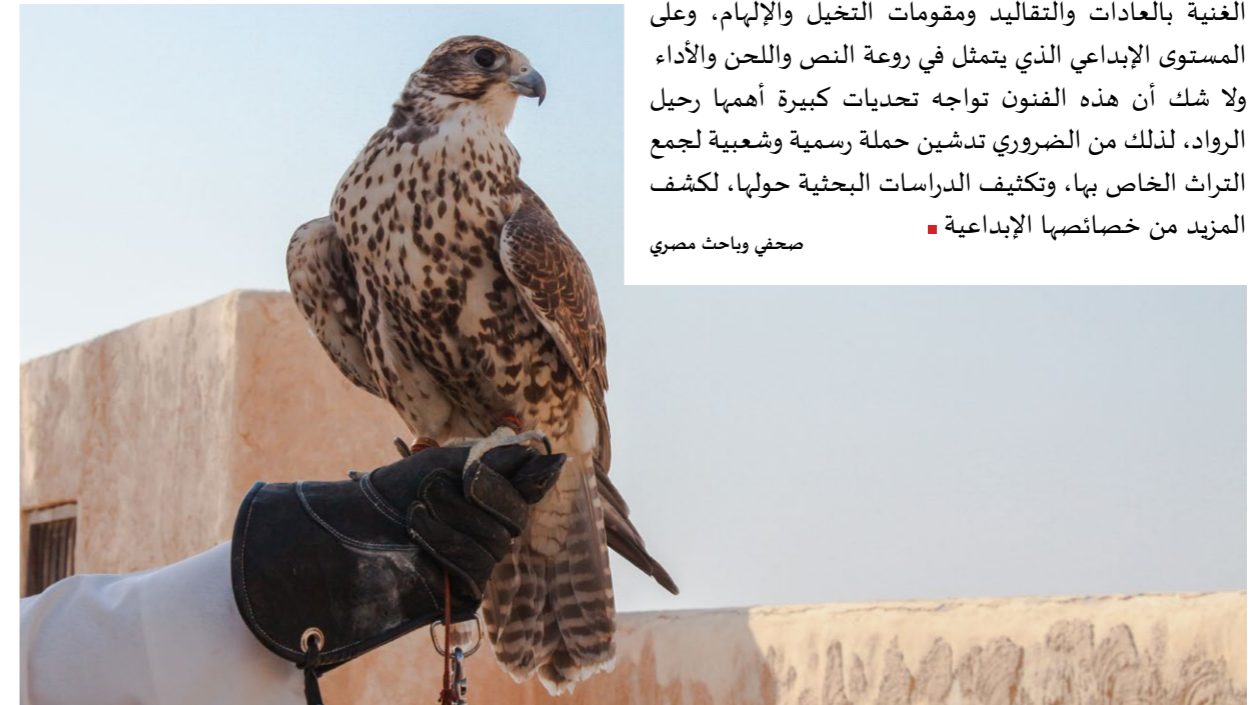 الغنية بالعادات والتقاليد ومقومات التخيل والإلهام، وعلى
المستوى الإبداعي الذي يتمثل في روعة النص واللحن والأداء
ولا شك أن هذه الفنون تواجه تحديات كبيرة أهمها رحيل
الرواد، لذلك من الضروري تدشين حملة رسمية وشعبية لجمع
التراث الخاص بها، وتكثيف الدراسات البحثية حولها، لكشف
المزيد من خصائصها الإبداعية
صحفي وباحث مصري